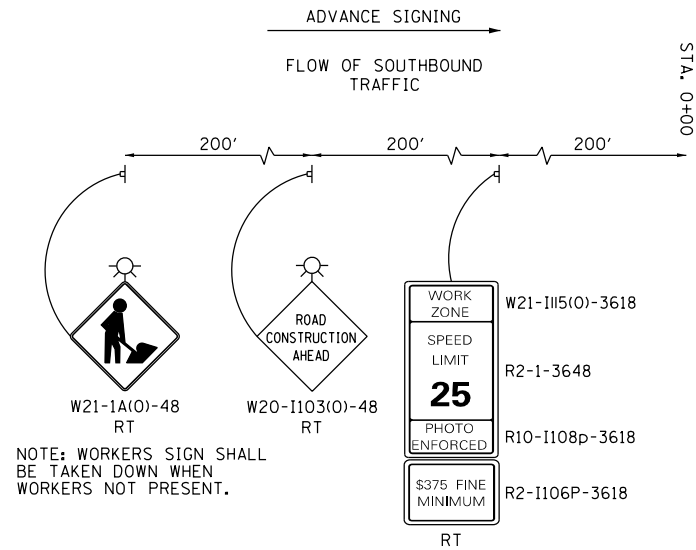 ADVANCE SIGNING
FLOW OF SOUTHBOUND
TRAFFIC
STA. 0+00
200'
200'
200'
WORK
ZONE
SPEED
LIMIT
25
PHOTO
ENFORCED
$375 FINE
MINIMUM
RT
W21-I115(O)-3618
R2-1-3648
R10-I108p-3618
R2-I106P-3618
ROAD
CONSTRUCTION
AHEAD
W20-I103(O)-48
RT
W21-1A(O)-48
RT
NOTE: WORKERS SIGN SHALL
BE TAKEN DOWN WHEN
WORKERS NOT PRESENT.